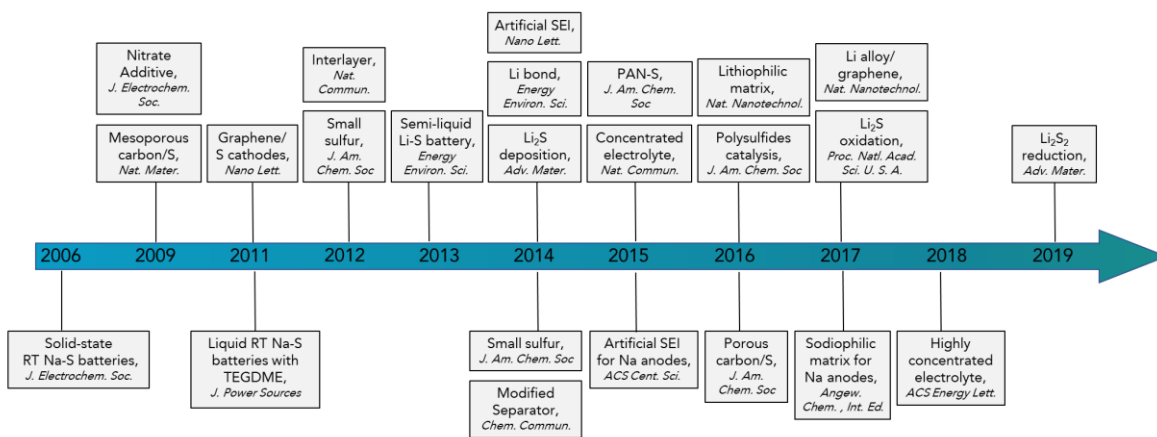 Nitrate
Additive,
J. Electrochem.
Soc.
Mesoporous
carbon/S,
Nat. Mater.
Graphene/
S cathodes,
Nano Lett.
Interlayer,
Nat.
Commun.
Small
sulfur,
J. Am.
Chem. Soc
Semi-liquid
Li-S battery,
Energy
Environ. Sci.
Artificial SEI,
Nano Lett.
Li bond,
Energy
Environ. Sci.
Li₂S
deposition,
Adv. Mater.
PAN-S,
J. Am. Chem.
Soc
Concentrated
electrolyte,
Nat. Commun.
Lithiophilic
matrix,
Nat. Nanotechnol.
Polysulfides
catalysis,
J. Am. Chem. Soc
Li alloy/
graphene,
Nat. Nanotechnol.
Li₂S
oxidation,
Proc. Natl. Acad.
Sci. U. S. A.
Li₂S₂
reduction,
Adv. Mater.
2006 2009 2011 2012 2013 2014 2015 2016 2017 2018 2019
Solid-state
RT Na-S batteries,
J. Electrochem. Soc.
Liquid RT Na-S
batteries with
TEGDME,
J. Power Sources
Small sulfur,
J. Am. Chem. Soc
Modified
Separator,
Chem. Commun.
Artificial SEI
for Na anodes,
ACS Cent. Sci.
Porous
carbon/S,
J. Am.
Chem. Soc
Sodiophilic
matrix for
Na anodes,
Angew.
Chem. , Int. Ed.
Highly
concentrated
electrolyte,
ACS Energy Lett.